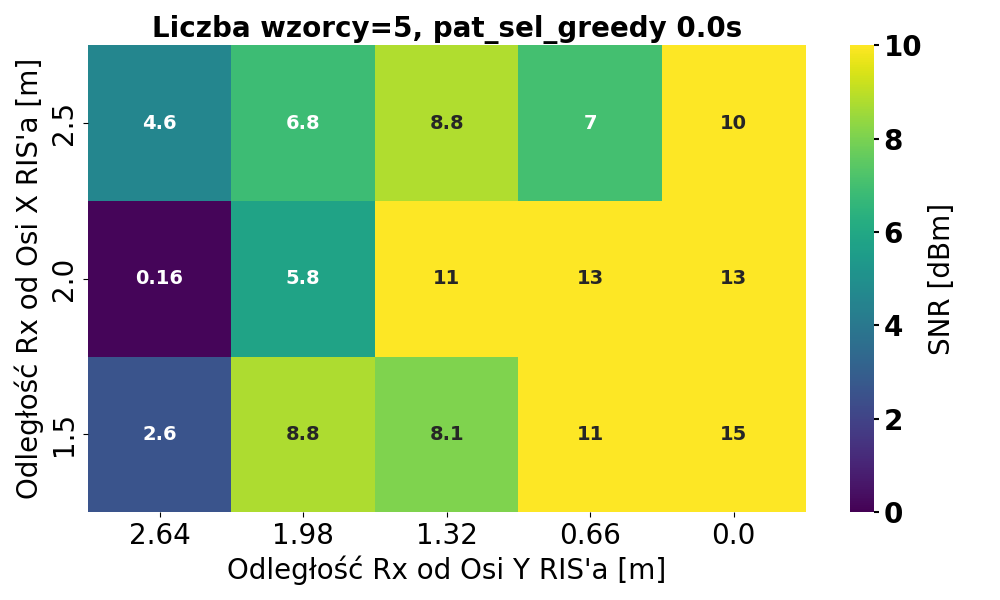 Liczba wzorcy=5, pat_sel_greedy 0.0s
Odległość Rx od Osi X RIS'a [m]
2.5
4.6 6.8 8.8 7 10
2.0
0.16 5.8 11 13 13
1.5
2.6 8.8 8.1 11 15
2.64 1.98 1.32 0.66 0.0
Odległość Rx od Osi Y RIS'a [m]
10
8
6
4
2
0
SNR [dBm]